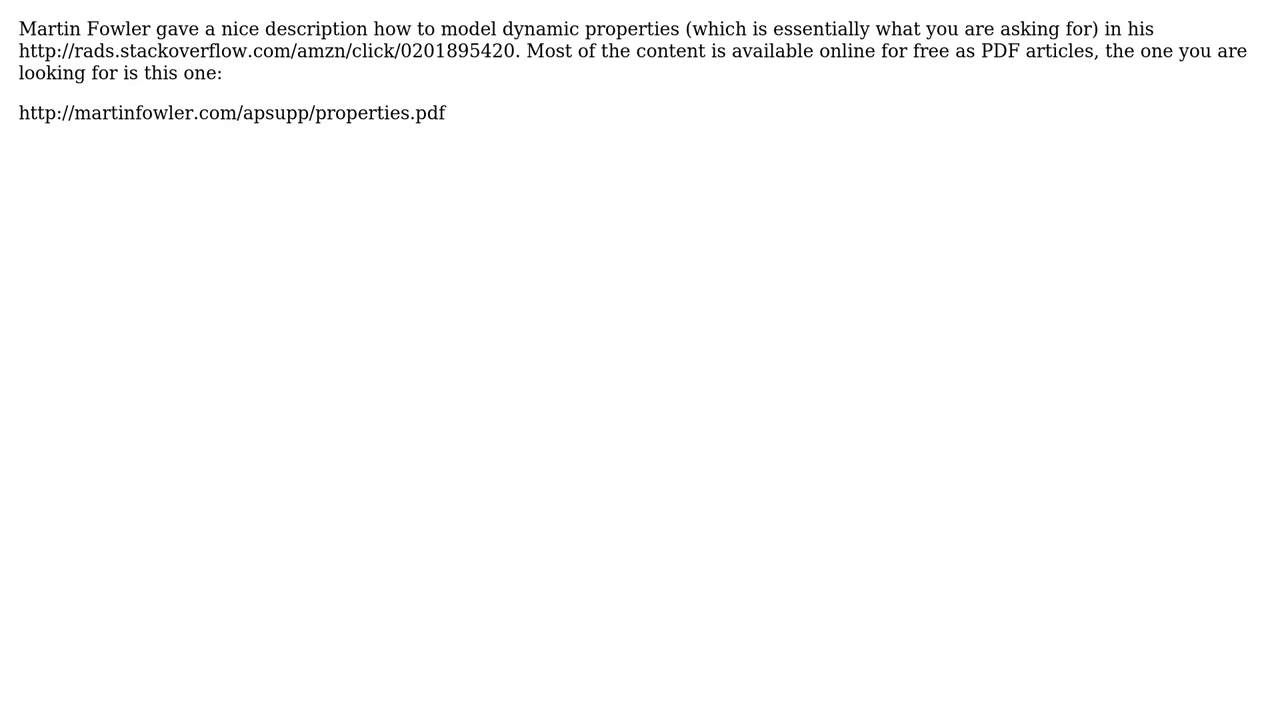 Martin Fowler gave a nice description how to model dynamic properties (which is essentially what you are asking for) in his
http://rads.stackoverflow.com/amzn/click/0201895420. Most of the content is available online for free as PDF articles, the one you are
looking for is this one:
http://martinfowler.com/apsupp/properties.pdf